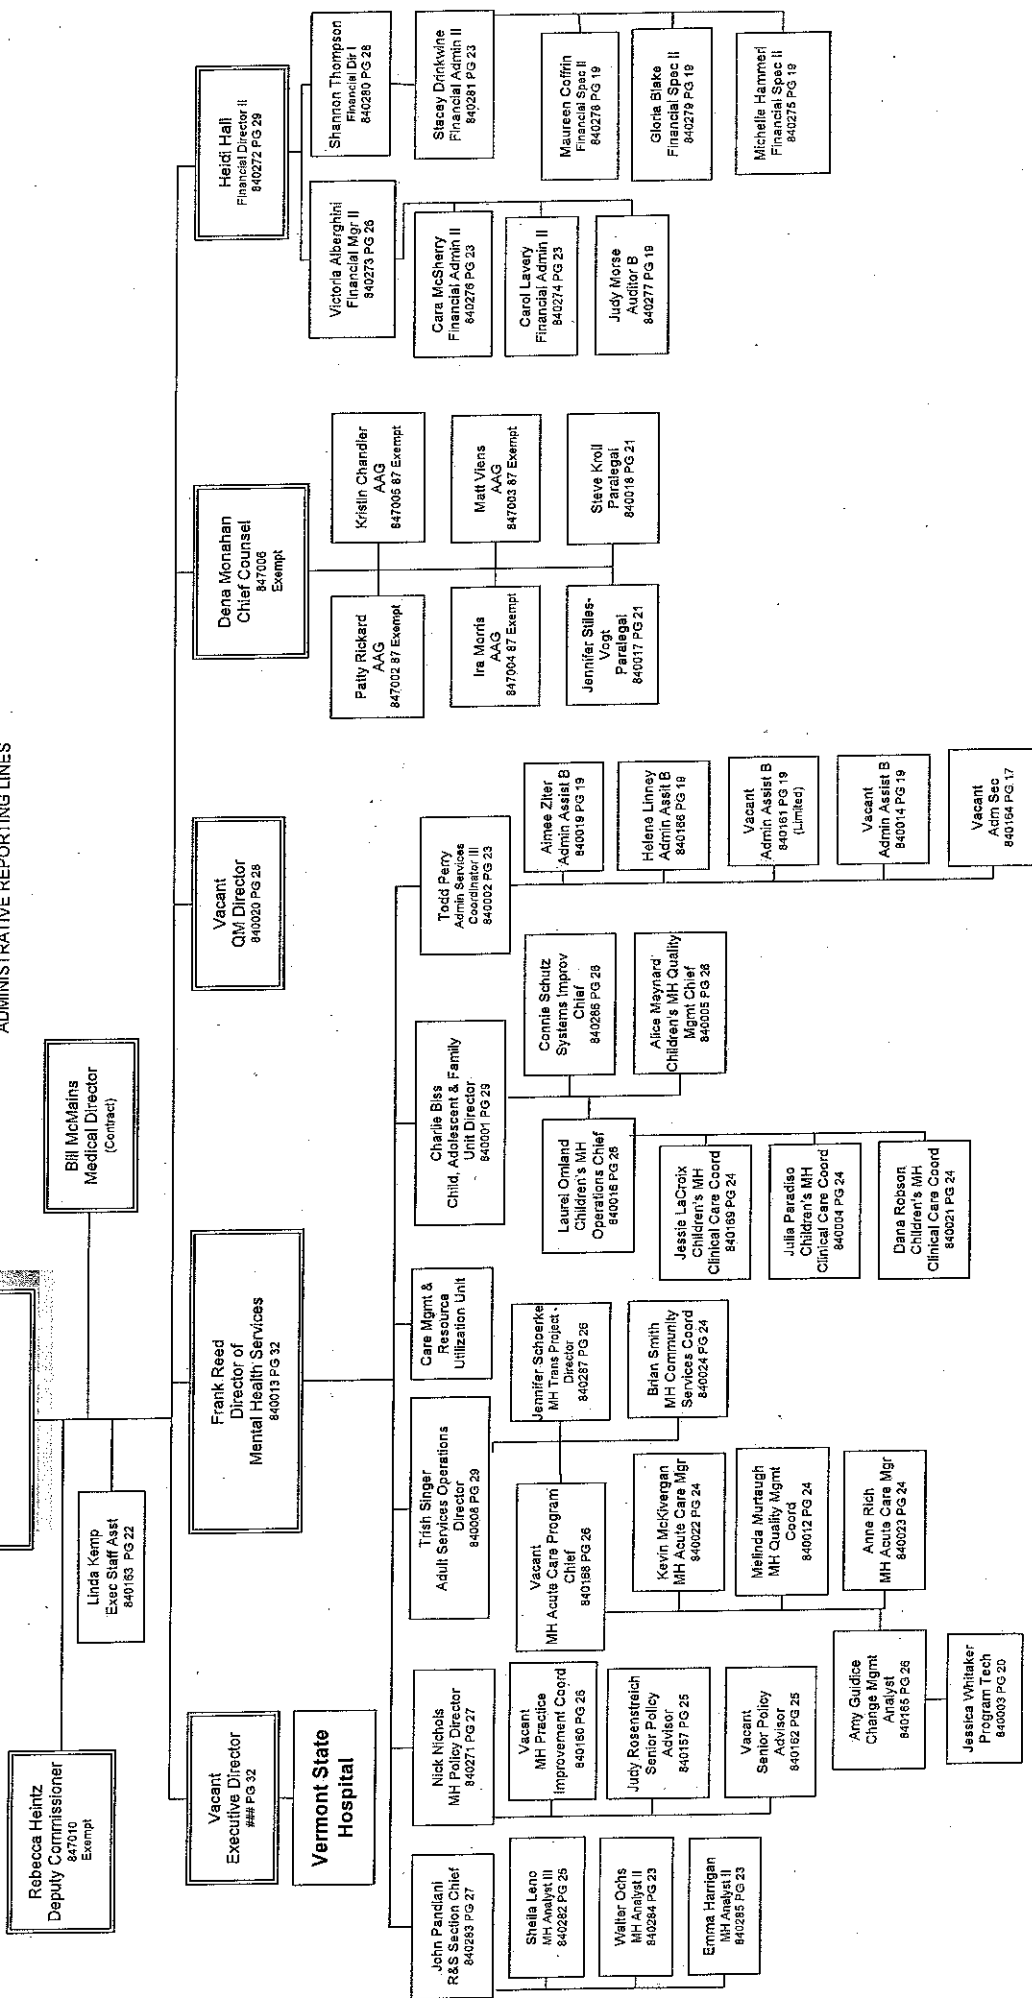 ADMINISTRATIVE REPORTING LINES
Rebecca Heintz
Deputy Commissioner
847010
Exempt
Linda Kemp
Exec Staff Asst
840163 PG 22
Bill McMains
Medical Director
(Contract)
Vacant
Executive Director
### PG 32
Vermont State
Hospital
Frank Reed
Director of
Mental Health Services
840013 PG 32
Vacant
QM Director
840020 PG 28
Dena Monahan
Chief Counsel
847006
Exempt
Heidi Hall
Financial Director II
840272 PG 29
John Pandiani
R&S Section Chief
840283 PG 27
Sheila Leno
MH Analyst III
840282 PG 25
Walter Ochs
MH Analyst II
840284 PG 23
Emma Harrigan
MH Analyst II
840285 PG 23
Nick Nichols
MH Policy Director
840271 PG 27
Vacant
MH Practice
Improvement Coord
840160 PG 26
Judy Rosenstreich
Senior Policy
Advisor
840157 PG 25
Vacant
Senior Policy
Advisor
840162 PG 25
Trish Singer
Adult Services Operations
Director
840008 PG 29
Vacant
MH Acute Care Program
Chief
840168 PG 26
Jennifer Schoerke
MH Trans Project -
Director
840287 PG 26
Brian Smith
MH Community
Services Coord
840024 PG 24
Kevin McKivergan
MH Acute Care Mgr
840022 PG 24
Melinda Murtaugh
MH Quality Mgmt
Coord
840012 PG 24
Anne Rich
MH Acute Care Mgr
840023 PG 24
Amy Guidice
Change Mgmt
Analyst
840165 PG 26
Jessica Whitaker
Program Tech
840003 PG 20
Care Mgmt &
Resource
Utilization Unit
Charlie Biss
Child, Adolescent & Family
Unit Director
840001 PG 29
Laurel Omland
Children's MH
Operations Chief
840016 PG 26
Connie Schutz
Systems Improv
Chief
840286 PG 28
Alice Maynard
Children's MH Quality
Mgmt Chief
840005 PG 26
Jessie LaCroix
Children's MH
Clinical Care Coord
840169 PG 24
Julia Paradiso
Children's MH
Clinical Care Coord
840004 PG 24
Dana Robson
Children's MH
Clinical Care Coord
840021 PG 24
Todd Perry
Admin Services
Coordinator III
840002 PG 23
Aimee Ziter
Admin Assist B
840019 PG 19
Helene Linney
Admin Assit B
840166 PG 19
Vacant
Admin Assist B
840161 PG 19
(Limited)
Vacant
Admin Assist B
840014 PG 19
Vacant
Adm Sec
840164 PG 17
Patty Rickard
AAG
847002 87 Exempt
Kristin Chandler
AAG
847005 87 Exempt
Ira Morris
AAG
847004 87 Exempt
Matt Viens
AAG
847003 87 Exempt
Jennifer Stiles-
Vogt
Paralegal
840017 PG 21
Steve Kroll
Paralegal
840018 PG 21
Victoria Alberghini
Financial Mgr II
840273 PG 26
Shannon Thompson
Financial Dir I
840280 PG 28
Cara McSherry
Financial Admin II
840276 PG 23
Carol Lavery
Financial Admin II
840274 PG 23
Judy Morse
Auditor B
840277 PG 19
Stacey Drinkwine
Financial Admin II
840281 PG 23
Maureen Coffrin
Financial Spec II
840278 PG 19
Gloria Blake
Financial Spec II
840279 PG 19
Michelle Hammerl
Financial Spec II
840275 PG 19